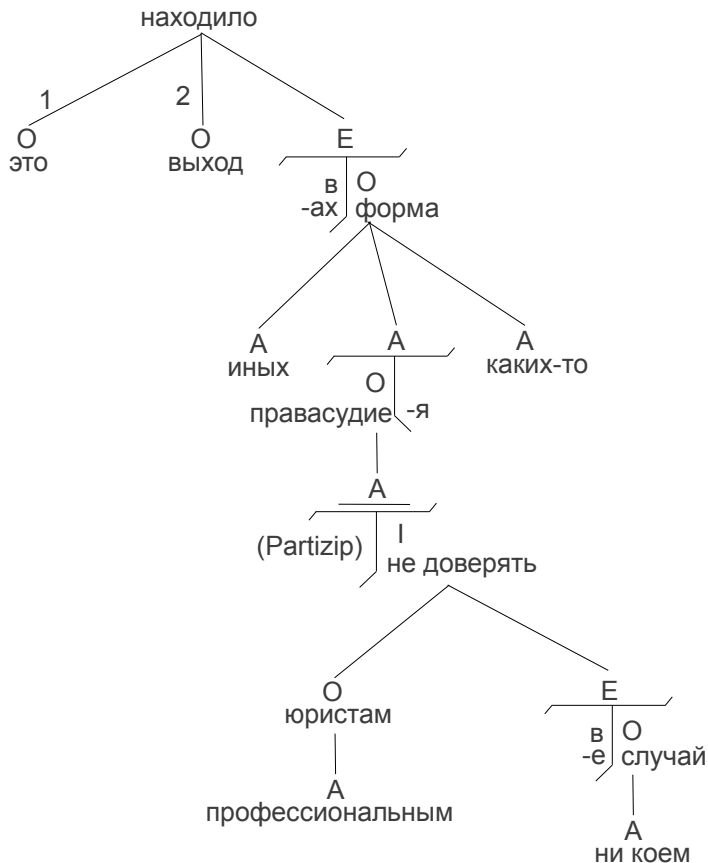 находило
1 2
О О Е
это выход
в О
-ах форма
А А А
иных каких-то
О
правасудие -я
А
(Partizip) I
не доверять
О Е
юристам
в О
-е случай
А
профессиональным
А
ни коем